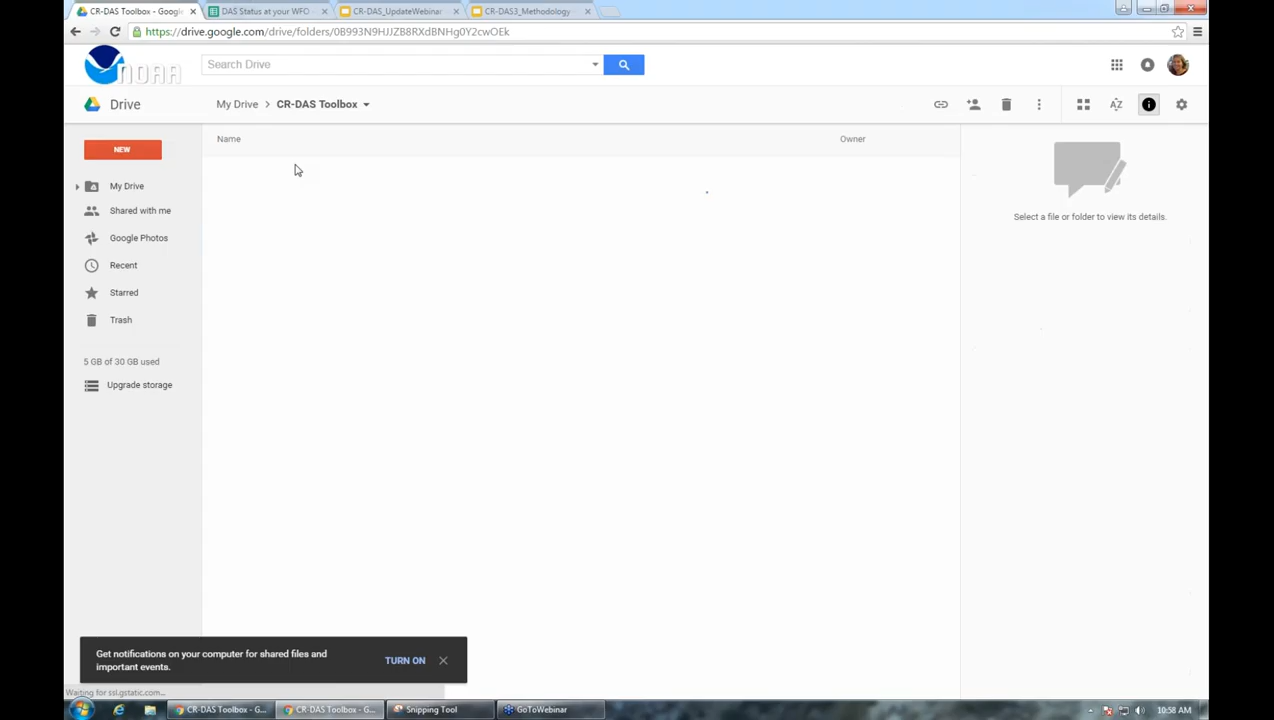 CR-DAS Toolbox - Google
DAS Status at your WFO
CR-DAS_UpdateWebinar
CR-DAS3_Methodology
https://drive.google.com/drive/folders/0B993N9HJJZB8RXdBNHg0Y2cwOEk
NOAA
Search Drive
Drive
My Drive > CR-DAS Toolbox
AZ
Name
Owner
NEW
My Drive
Shared with me
Google Photos
Recent
Starred
Trash
5 GB of 30 GB used
Upgrade storage
Select a file or folder to view its details.
Get notifications on your computer for shared files and
important events.
TURN ON
Waiting for ssl.gstatic.com...
CR-DAS Toolbox - G...
CR-DAS Toolbox - G...
Snipping Tool
GoToWebinar
10:58 AM